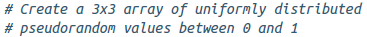 # Create a 3x3 array of uniformly distributed
# pseudorandom values between 0 and 1